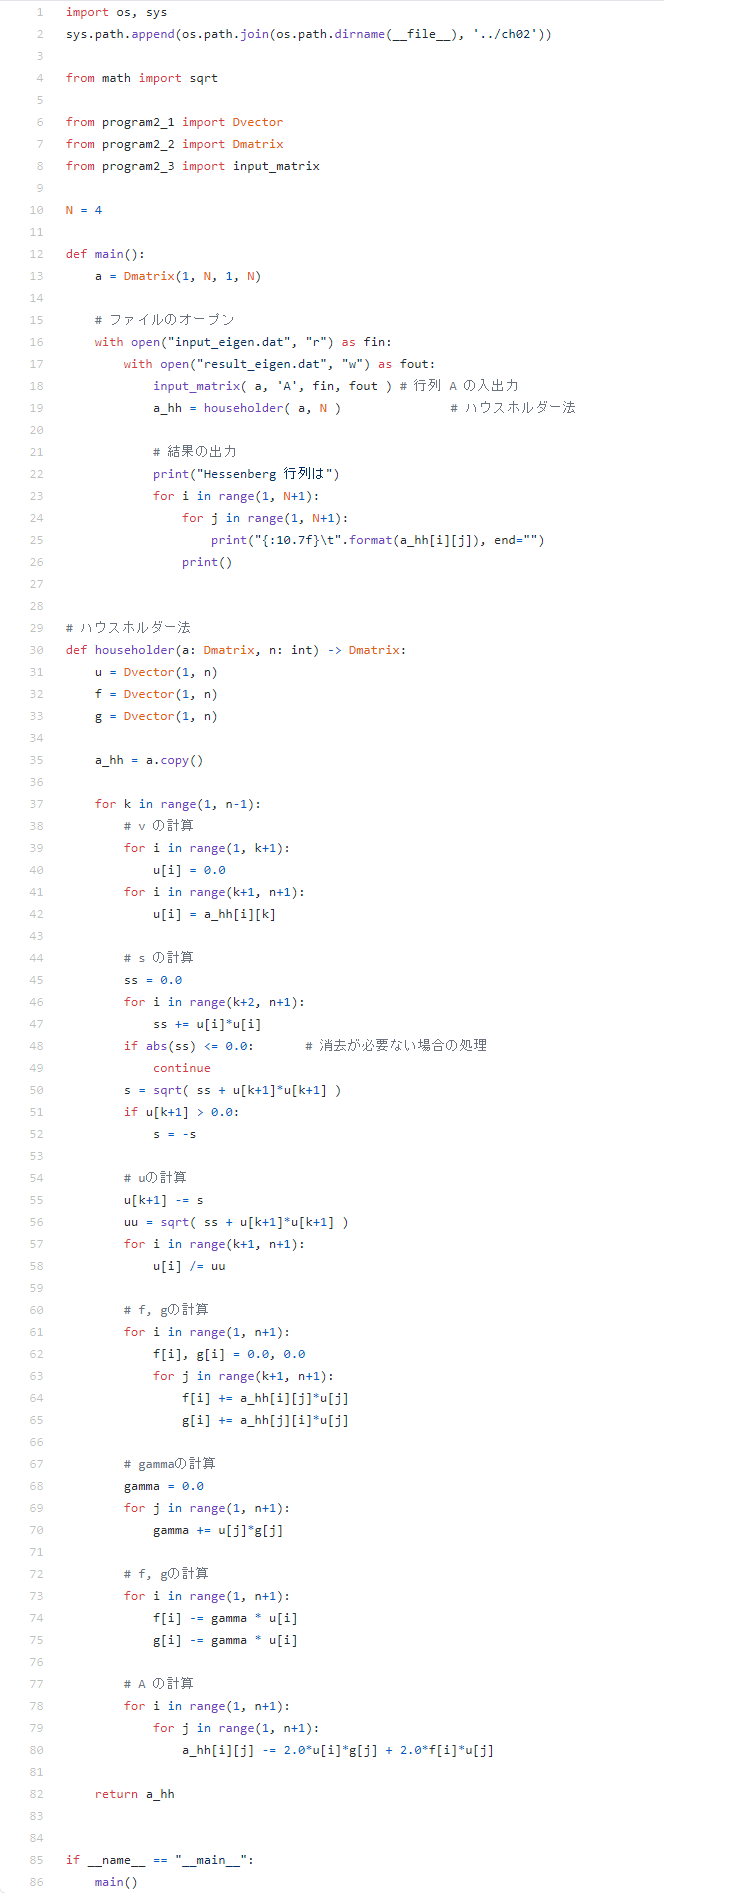 1 import os, sys
2 sys.path.append(os.path.join(os.path.dirname(__file__), '../ch02'))
3
4 from math import sqrt
5
6 from program2_1 import Dvector
7 from program2_2 import Dmatrix
8 from program2_3 import input_matrix
9
10 N = 4
11
12 def main():
13     a = Dmatrix(1, N, 1, N)
14
15     # ファイルのオープン
16     with open("input_eigen.dat", "r") as fin:
17         with open("result_eigen.dat", "w") as fout:
18             input_matrix( a, 'A', fin, fout ) # 行列 A の入出力
19             a_hh = householder( a, N )               # ハウスホルダー法
20
21             # 結果の出力
22             print("Hessenberg 行列は")
23             for i in range(1, N+1):
24                 for j in range(1, N+1):
25                     print("{:10.7f}\t".format(a_hh[i][j]), end="")
26                 print()
27
28
29 # ハウスホルダー法
30 def householder(a: Dmatrix, n: int) -> Dmatrix:
31     u = Dvector(1, n)
32     f = Dvector(1, n)
33     g = Dvector(1, n)
34
35     a_hh = a.copy()
36
37     for k in range(1, n-1):
38         # v の計算
39         for i in range(1, k+1):
40             u[i] = 0.0
41         for i in range(k+1, n+1):
42             u[i] = a_hh[i][k]
43
44         # s の計算
45         ss = 0.0
46         for i in range(k+2, n+1):
47             ss += u[i]*u[i]
48         if abs(ss) <= 0.0:       # 消去が必要ない場合の処理
49             continue
50         s = sqrt( ss + u[k+1]*u[k+1] )
51         if u[k+1] > 0.0:
52             s = -s
53
54         # uの計算
55         u[k+1] -= s
56         uu = sqrt( ss + u[k+1]*u[k+1] )
57         for i in range(k+1, n+1):
58             u[i] /= uu
59
60         # f, gの計算
61         for i in range(1, n+1):
62             f[i], g[i] = 0.0, 0.0
63             for j in range(k+1, n+1):
64                 f[i] += a_hh[i][j]*u[j]
65                 g[i] += a_hh[j][i]*u[j]
66
67         # gammaの計算
68         gamma = 0.0
69         for j in range(1, n+1):
70             gamma += u[j]*g[j]
71
72         # f, gの計算
73         for i in range(1, n+1):
74             f[i] -= gamma * u[i]
75             g[i] -= gamma * u[i]
76
77         # A の計算
78         for i in range(1, n+1):
79             for j in range(1, n+1):
80                 a_hh[i][j] -= 2.0*u[i]*g[j] + 2.0*f[i]*u[j]
81
82     return a_hh
83
84
85 if __name__ == "__main__":
86     main()